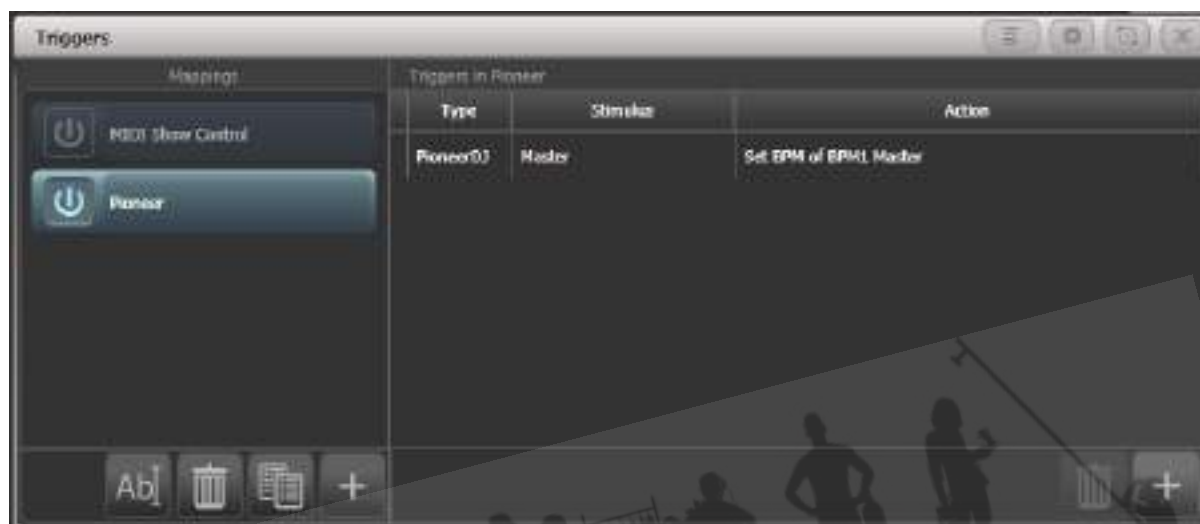 Triggers
Mappings
Triggers in Pioneer
Type Stimulus Action
MIDI Show Control
PioneerDJ Master Set BPM of BPM1 Master
Pioneer
Ab